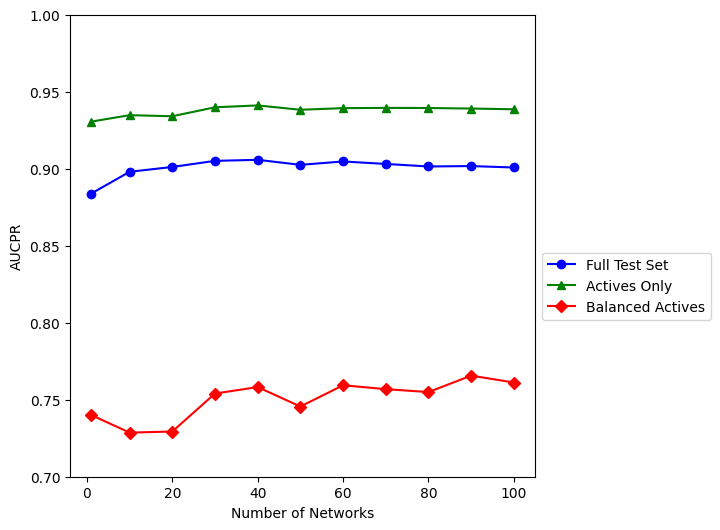 1.00
0.95
0.90
0.85
0.80
0.75
0.70
AUCPR
0
20
40
60
80
100
Number of Networks
Full Test Set
Actives Only
Balanced Actives